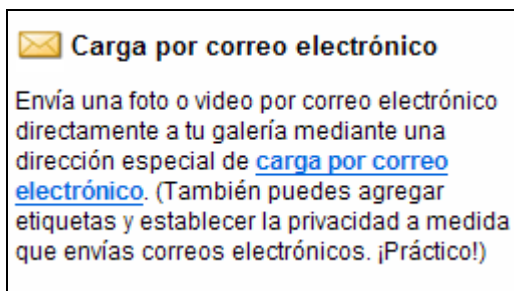 Carga por correo electrónico
Envía una foto o video por correo electrónico
directamente a tu galería mediante una
dirección especial de carga por correo
electrónico. (También puedes agregar
etiquetas y establecer la privacidad a medida
que envías correos electrónicos. ¡Práctico!)